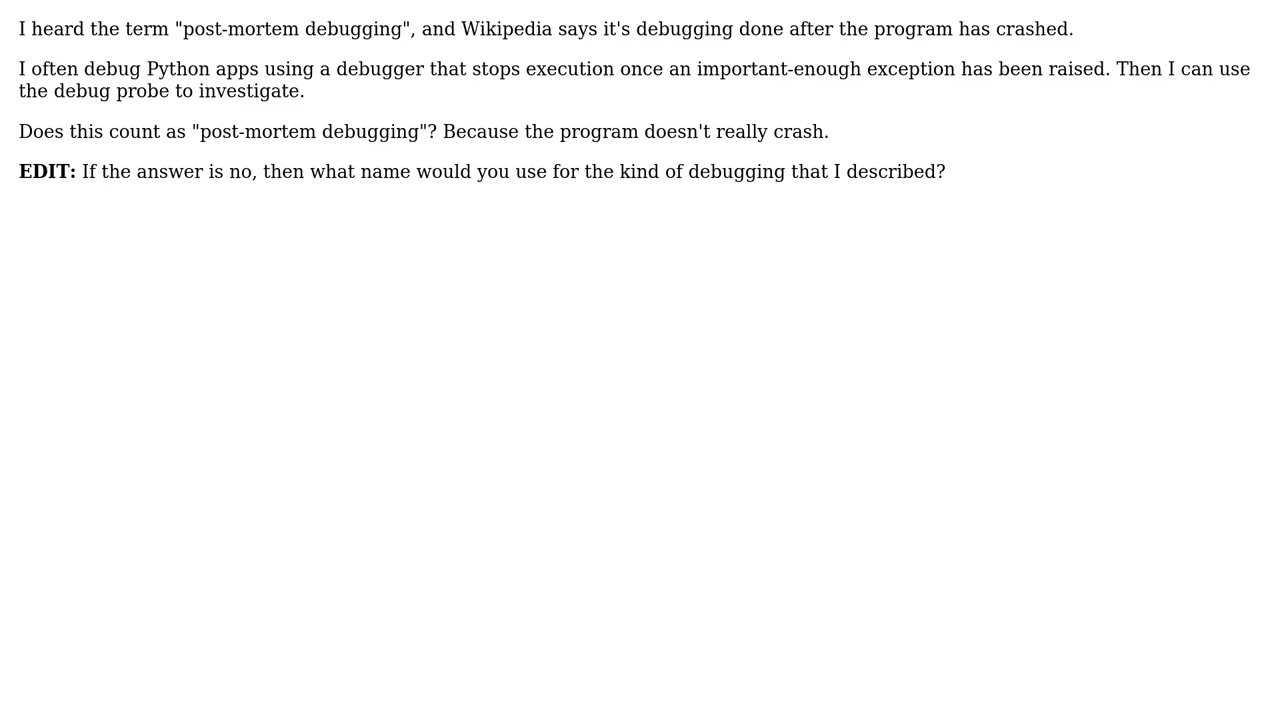 I heard the term "post-mortem debugging", and Wikipedia says it's debugging done after the program has crashed.
I often debug Python apps using a debugger that stops execution once an important-enough exception has been raised. Then I can use
the debug probe to investigate.
Does this count as "post-mortem debugging"? Because the program doesn't really crash.
EDIT: If the answer is no, then what name would you use for the kind of debugging that I described?